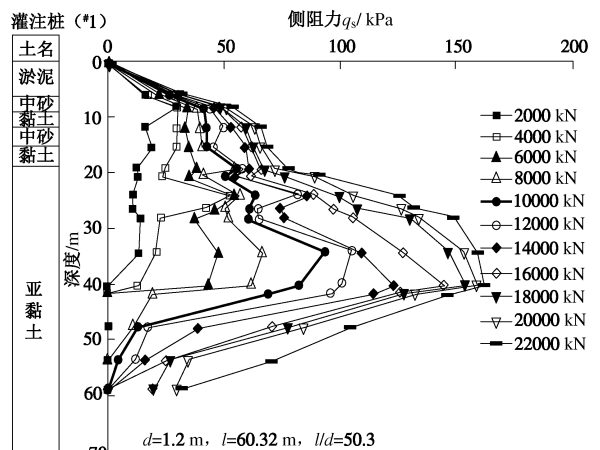 灌注桩（#1）
侧阻力qs/ kPa
土名
0 50 100 150 200
淤泥
中砂
黏土
中砂
黏土
亚黏土
0
10
20
30
40
50
60
70
深度/m
2000 kN
4000 kN
6000 kN
8000 kN
10000 kN
12000 kN
14000 kN
16000 kN
18000 kN
20000 kN
22000 kN
d=1.2 m，l=60.32 m，l/d=50.3